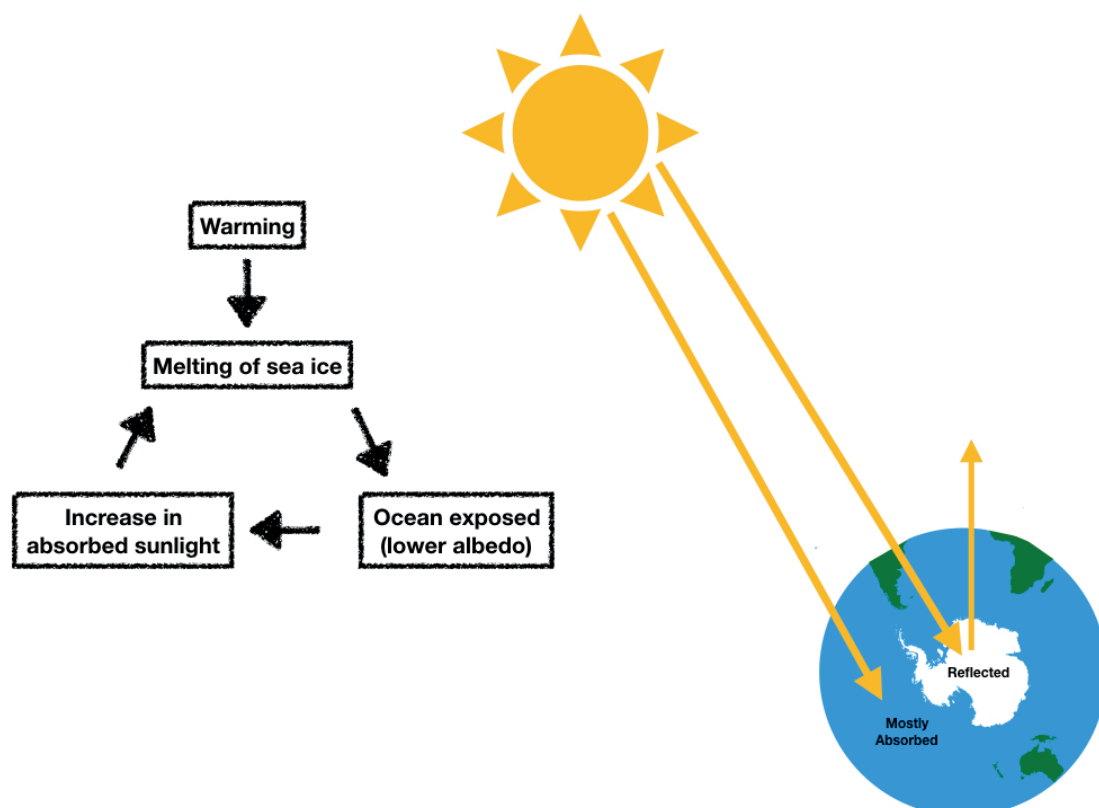 Warming
Melting of sea ice
Increase in
absorbed sunlight
Ocean exposed
(lower albedo)
Reflected
Mostly
Absorbed